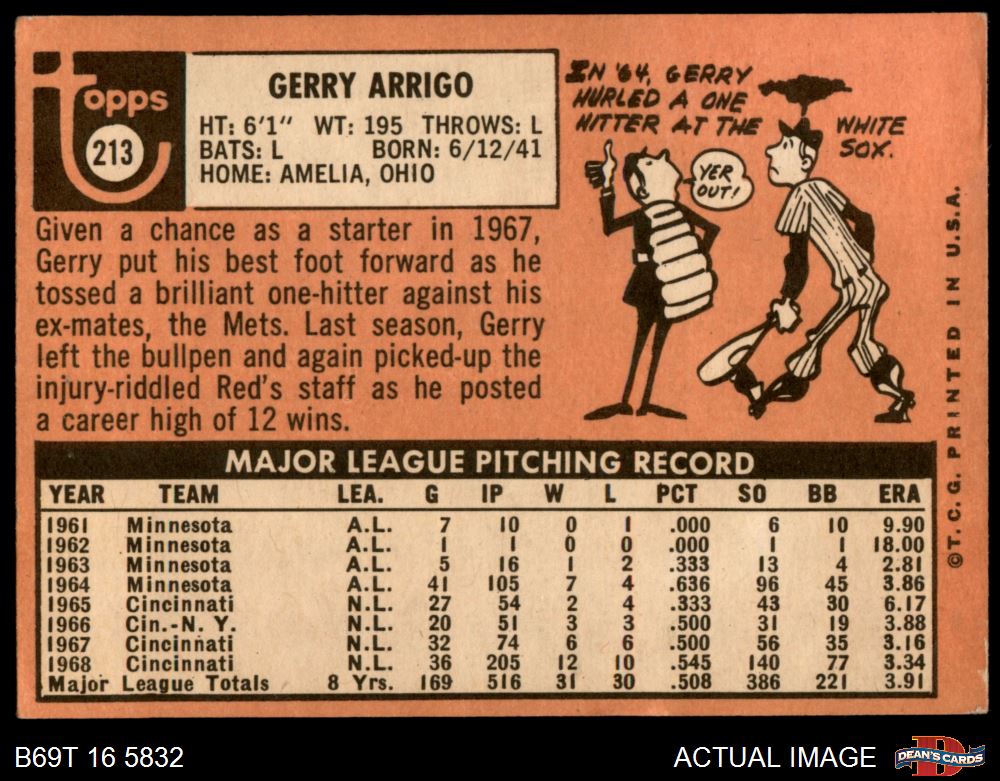 topps
213
GERRY ARRIGO
HT: 6'1" WT: 195 THROWS: L
BATS: L BORN: 6/12/41
HOME: AMELIA, OHIO
IN '64, GERRY
HURLED A ONE
HITTER AT THE WHITE
SOX.
YER
OUT!
Given a chance as a starter in 1967,
Gerry put his best foot forward as he
tossed a brilliant one-hitter against his
ex-mates, the Mets. Last season, Gerry
left the bullpen and again picked-up the
injury-riddled Red's staff as he posted
a career high of 12 wins.
MAJOR LEAGUE PITCHING RECORD
YEAR TEAM LEA. G IP W L PCT SO BB ERA
1961 Minnesota A.L. 7 10 0 1 .000 6 10 9.90
1962 Minnesota A.L. 1 1 0 0 .000 1 1 18.00
1963 Minnesota A.L. 5 16 1 2 .333 13 4 2.81
1964 Minnesota A.L. 41 105 7 4 .636 96 45 3.86
1965 Cincinnati N.L. 27 54 2 4 .333 43 30 6.17
1966 Cin.-N. Y. N.L. 20 51 3 3 .500 31 19 3.88
1967 Cincinnati N.L. 32 74 6 6 .500 56 35 3.16
1968 Cincinnati N.L. 36 205 12 10 .545 140 77 3.34
Major League Totals 8 Yrs. 169 516 31 30 .508 386 221 3.91
©T. C. G. PRINTED IN U.S.A.
B69T 16 5832
ACTUAL IMAGE
D
DEAN'S CARDS